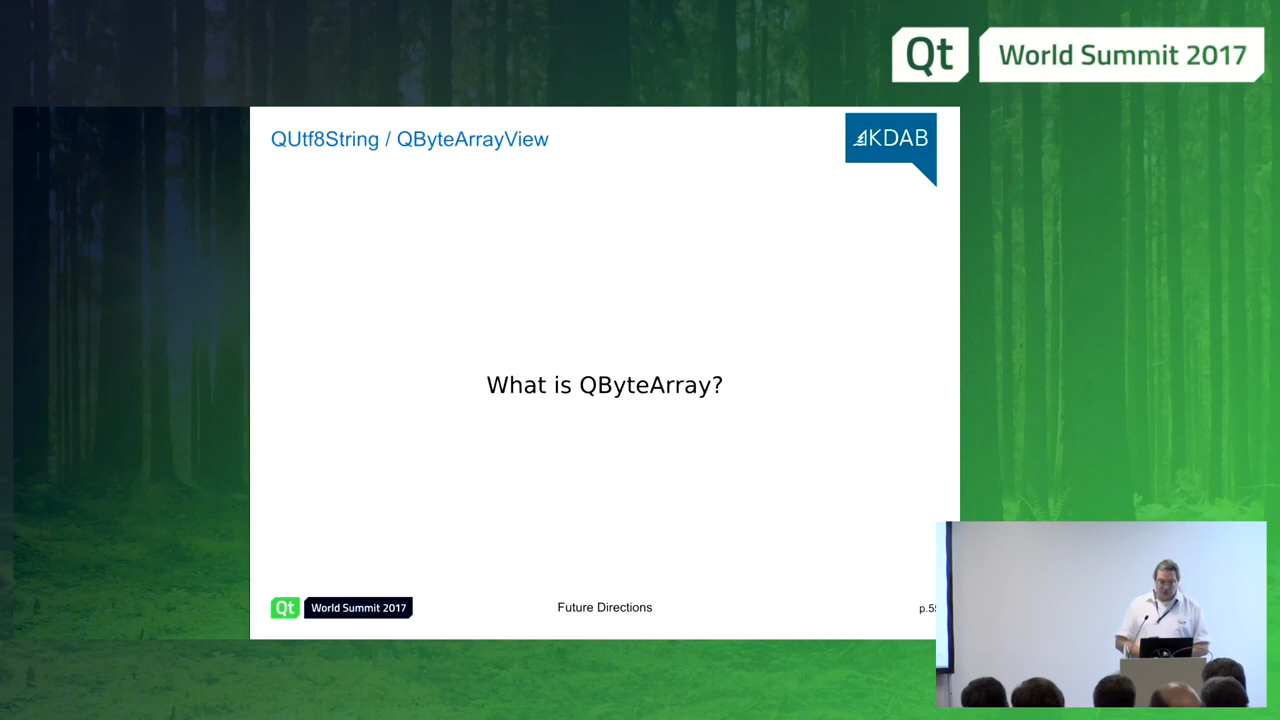 Qt World Summit 2017
QUtf8String / QByteArrayView
KDAB
What is QByteArray?
Qt World Summit 2017
Future Directions